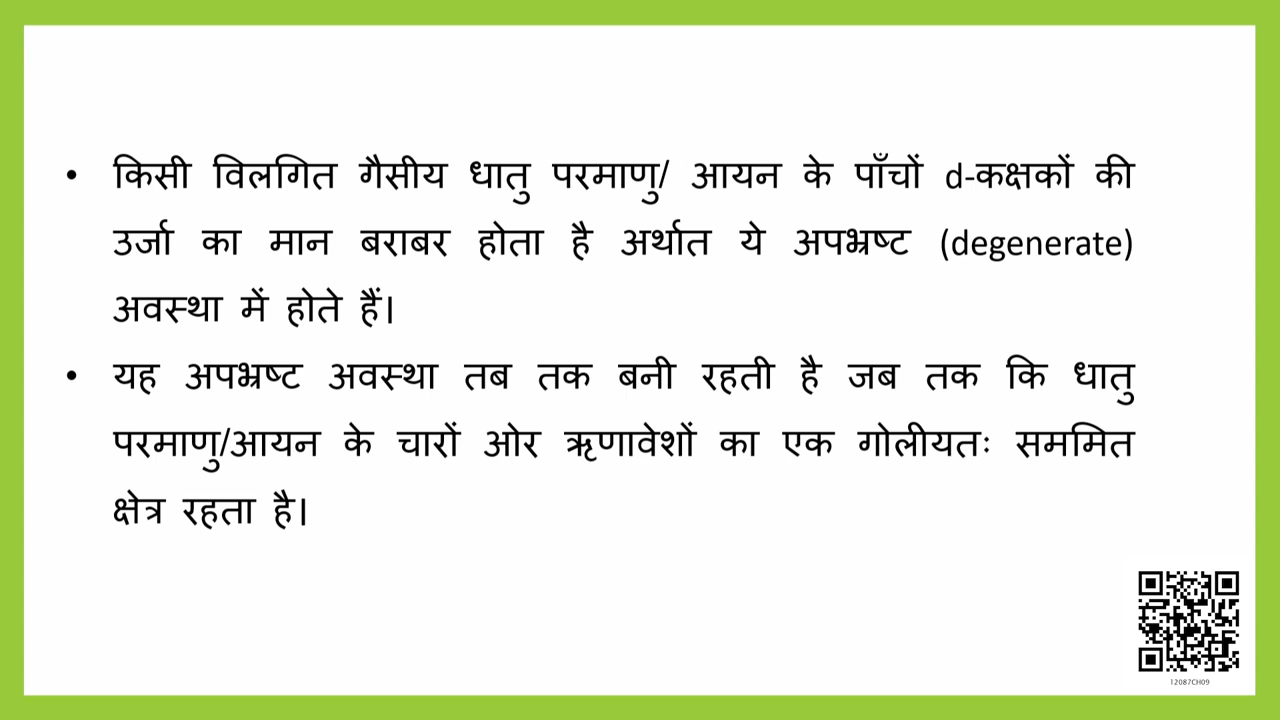 • किसी विलगित गैसीय धातु परमाणु/ आयन के पाँचों d-कक्षकों की
उर्जा का मान बराबर होता है अर्थात ये अपभ्रष्ट (degenerate)
अवस्था में होते हैं।
• यह अपभ्रष्ट अवस्था तब तक बनी रहती है जब तक कि धातु
परमाणु/आयन के चारों ओर ऋणावेशों का एक गोलीयतः सममित
क्षेत्र रहता है।
12087CH09